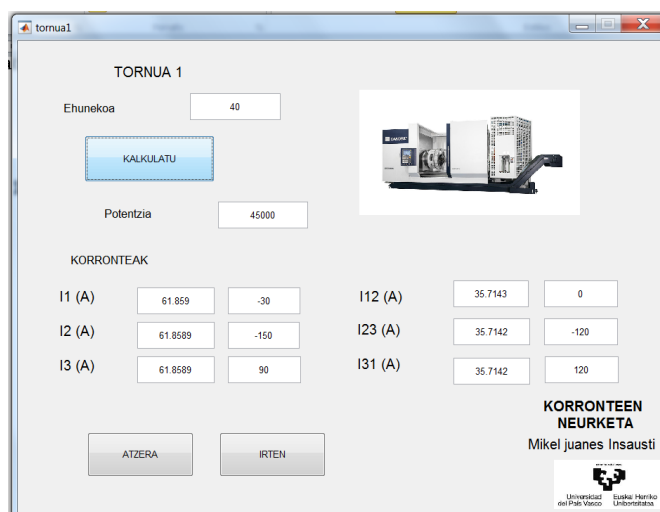 tornua1
TORNUA 1
Ehunekoa 40
KALKULATU
Potentzia 45000
KORRONTEAK
I1 (A) 61.859 -30 I12 (A) 35.7143 0
I2 (A) 61.8589 -150 I23 (A) 35.7142 -120
I3 (A) 61.8589 90 I31 (A) 35.7142 120
KORRONTEEN
NEURKETA
Mikel juanes Insausti
ATZERA IRTEN
Universidad Euskal Herriko
del País Vasco Unibertsitatea